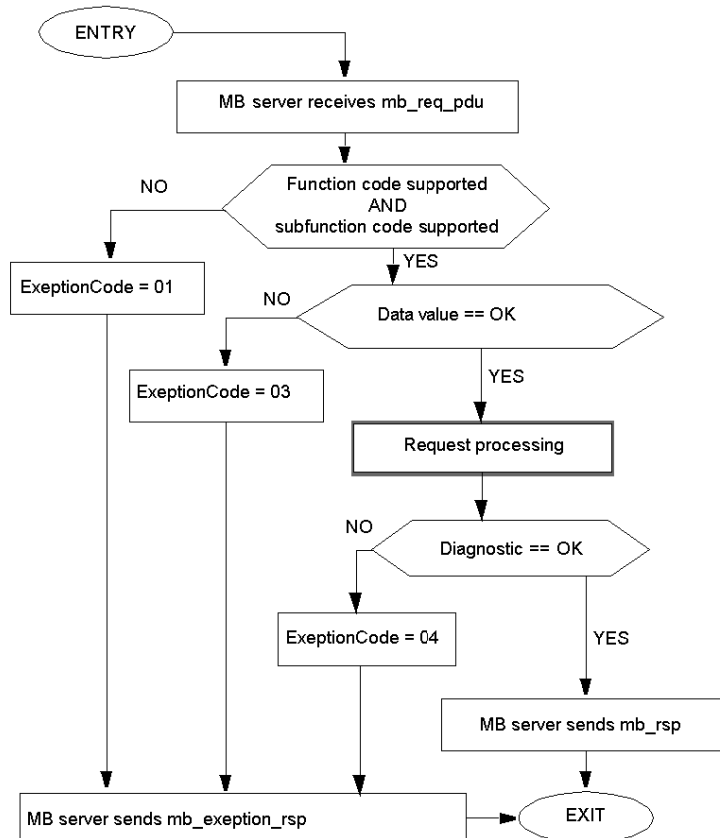 ENTRY
MB server receives mb_req_pdu
NO
Function code supported
AND
subfunction code supported
YES
ExeptionCode = 01
NO
Data value == OK
YES
ExeptionCode = 03
Request processing
NO
Diagnostic == OK
ExeptionCode = 04
YES
MB server sends mb_rsp
MB server sends mb_exeption_rsp
EXIT